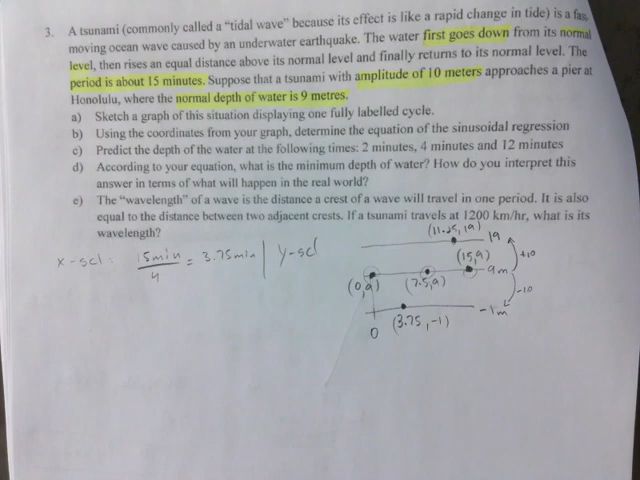 3. A tsunami (commonly called a “tidal wave” because its effect is like a rapid change in tide) is a fast
moving ocean wave caused by an underwater earthquake. The water first goes down from its normal
level, then rises an equal distance above its normal level and finally returns to its normal level. The
period is about 15 minutes. Suppose that a tsunami with amplitude of 10 meters approaches a pier at
Honolulu, where the normal depth of water is 9 metres.
a) Sketch a graph of this situation displaying one fully labelled cycle.
b) Using the coordinates from your graph, determine the equation of the sinusoidal regression
c) Predict the depth of the water at the following times: 2 minutes, 4 minutes and 12 minutes
d) According to your equation, what is the minimum depth of water? How do you interpret this
answer in terms of what will happen in the real world?
e) The “wavelength” of a wave is the distance a crest of a wave will travel in one period. It is also
equal to the distance between two adjacent crests. If a tsunami travels at 1200 km/hr, what is its
wavelength?
(11.25, 19) 19
x-scl: 15min/4 = 3.75min | y-scl
(15,9) +10
(0,9) (7.5,9) 9m
-10
(3.75, -1) -1m
0